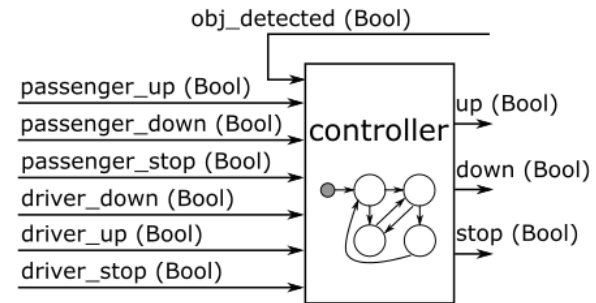 obj_detected (Bool)
passenger_up (Bool)
passenger_down (Bool)
passenger_stop (Bool)
driver_down (Bool)
driver_up (Bool)
driver_stop (Bool)
controller
up (Bool)
down (Bool)
stop (Bool)